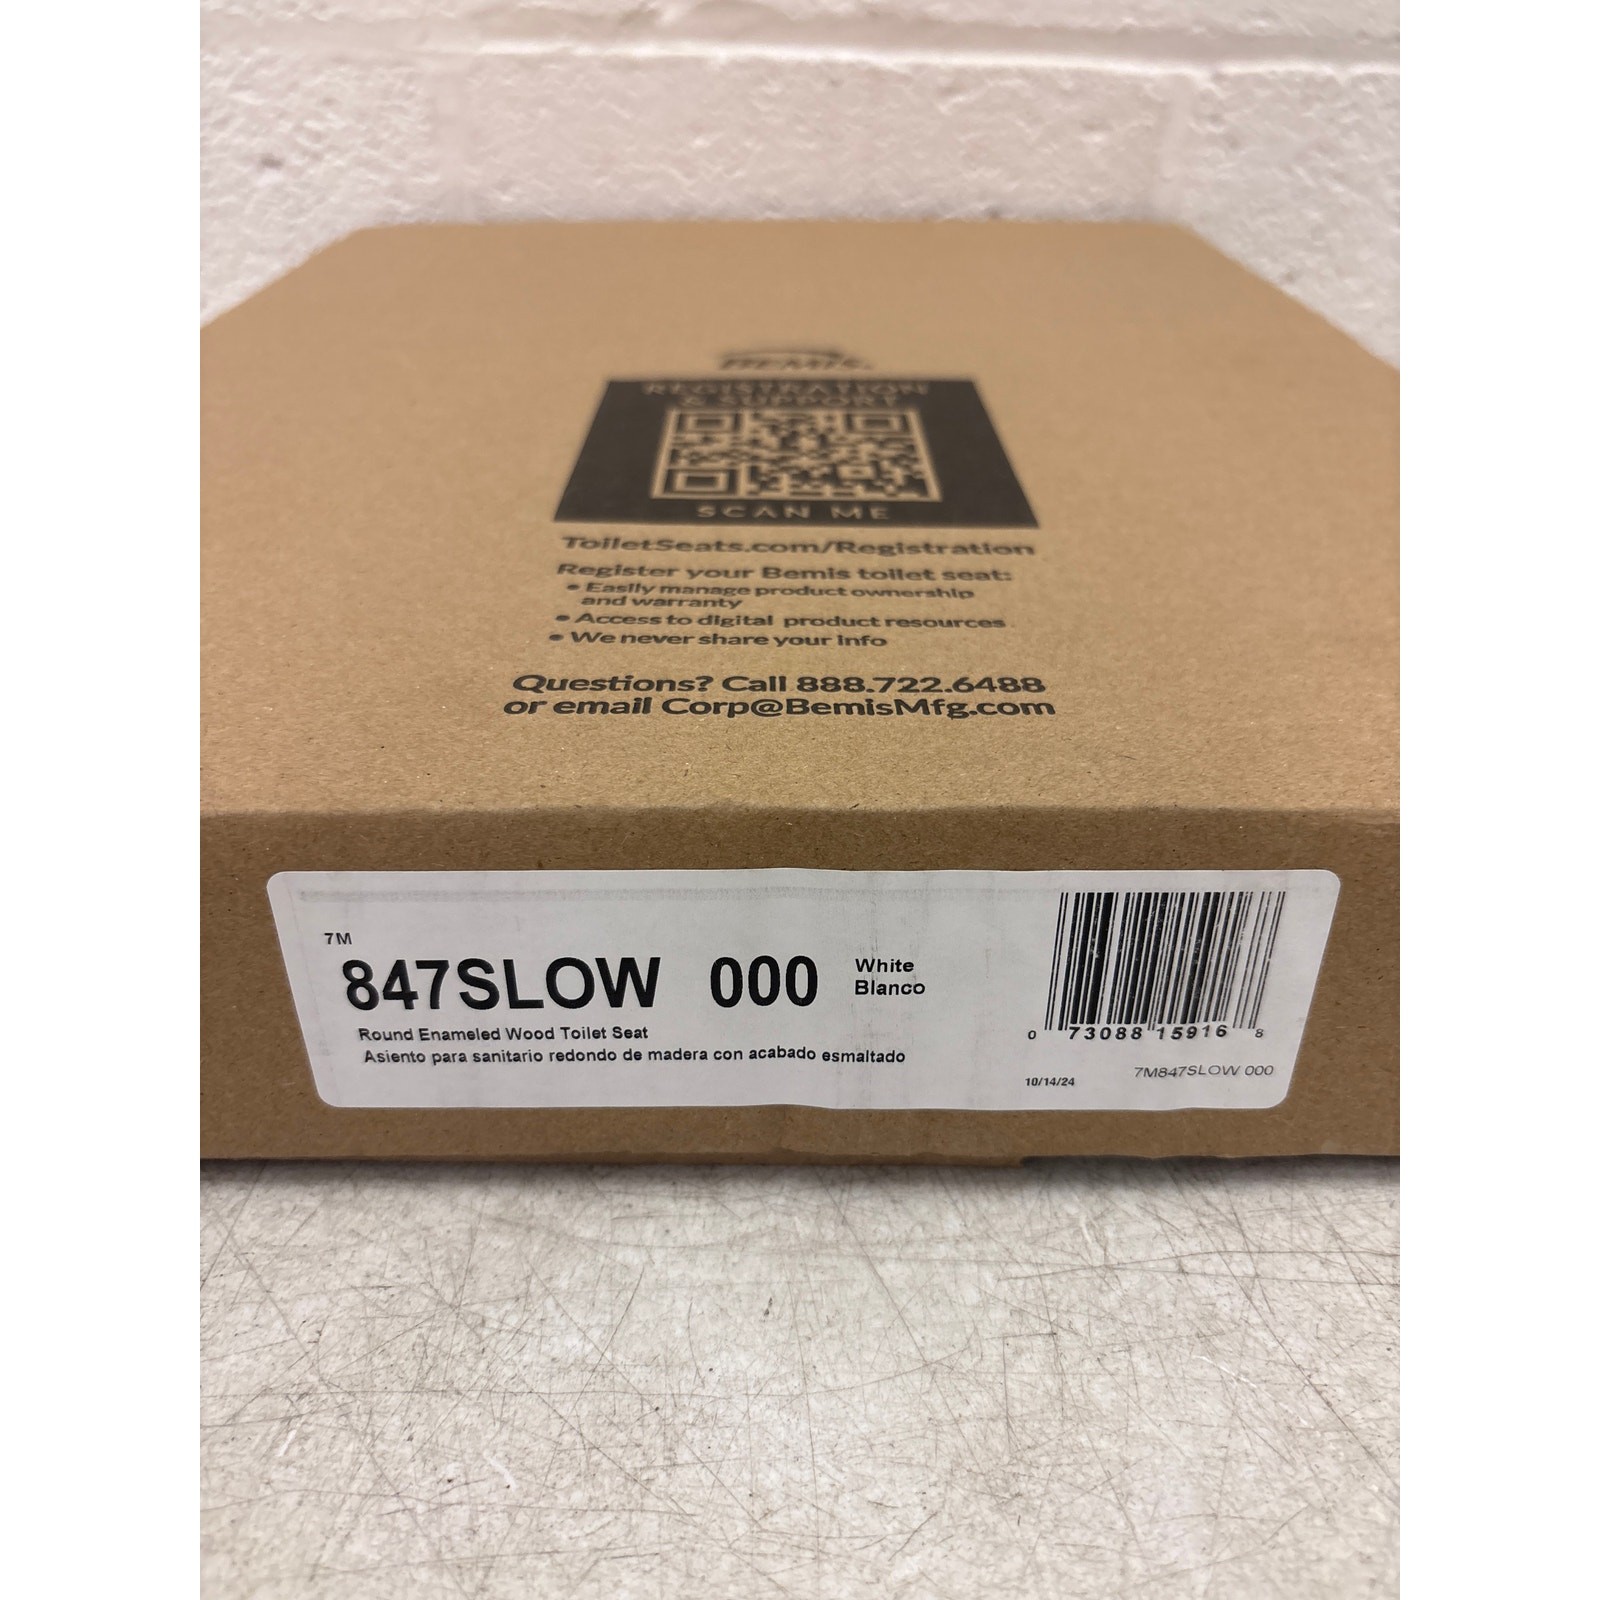 BEMIS
REGISTRATION
& SUPPORT
SCAN ME
ToiletSeats.com/Registration
Register your Bemis toilet seat:
• Easily manage product ownership
and warranty
• Access to digital product resources
• We never share your info
Questions? Call 888.722.6488
or email Corp@BemisMfg.com
7M
847SLOW 000 White
Blanco
Round Enameled Wood Toilet Seat
Asiento para sanitario redondo de madera con acabado esmaltado
0 73088 15916 8
10/14/24 7M847SLOW 000